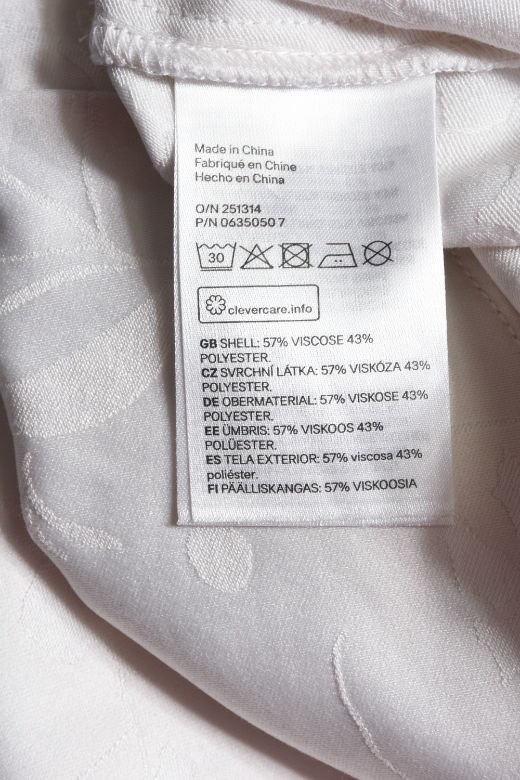 Made in China
Fabriqué en Chine
Hecho en China
O/N 251314
P/N 0635050 7
30
clevercare.info
GB SHELL: 57% VISCOSE 43%
POLYESTER.
CZ SVRCHNÍ LÁTKA: 57% VISKÓZA 43%
POLYESTER.
DE OBERMATERIAL: 57% VISKOSE 43%
POLYESTER.
EE ÜMBRIS: 57% VISKOOS 43%
POLÜESTER.
ES TELA EXTERIOR: 57% viscosa 43%
poliéster.
FI PÄÄLLISKANGAS: 57% VISKOOSIA